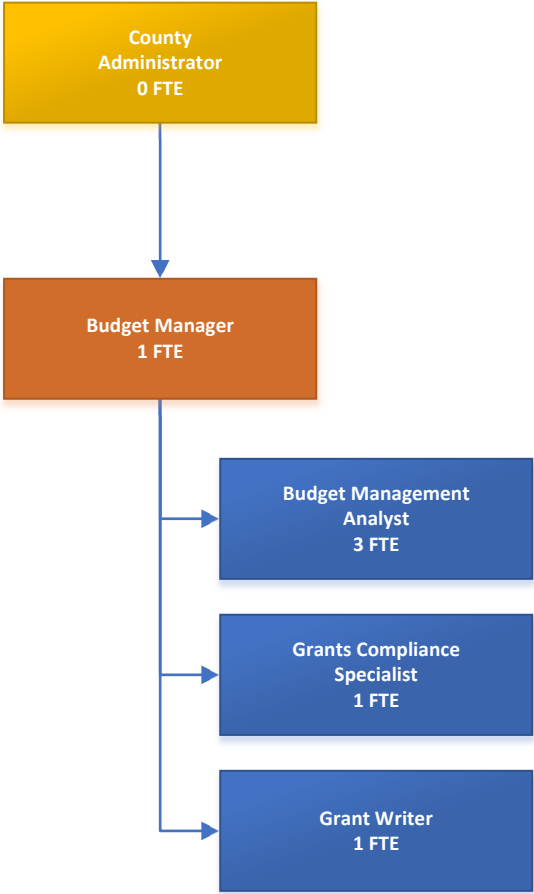 County
Administrator
0 FTE
Budget Manager
1 FTE
Budget Management
Analyst
3 FTE
Grants Compliance
Specialist
1 FTE
Grant Writer
1 FTE